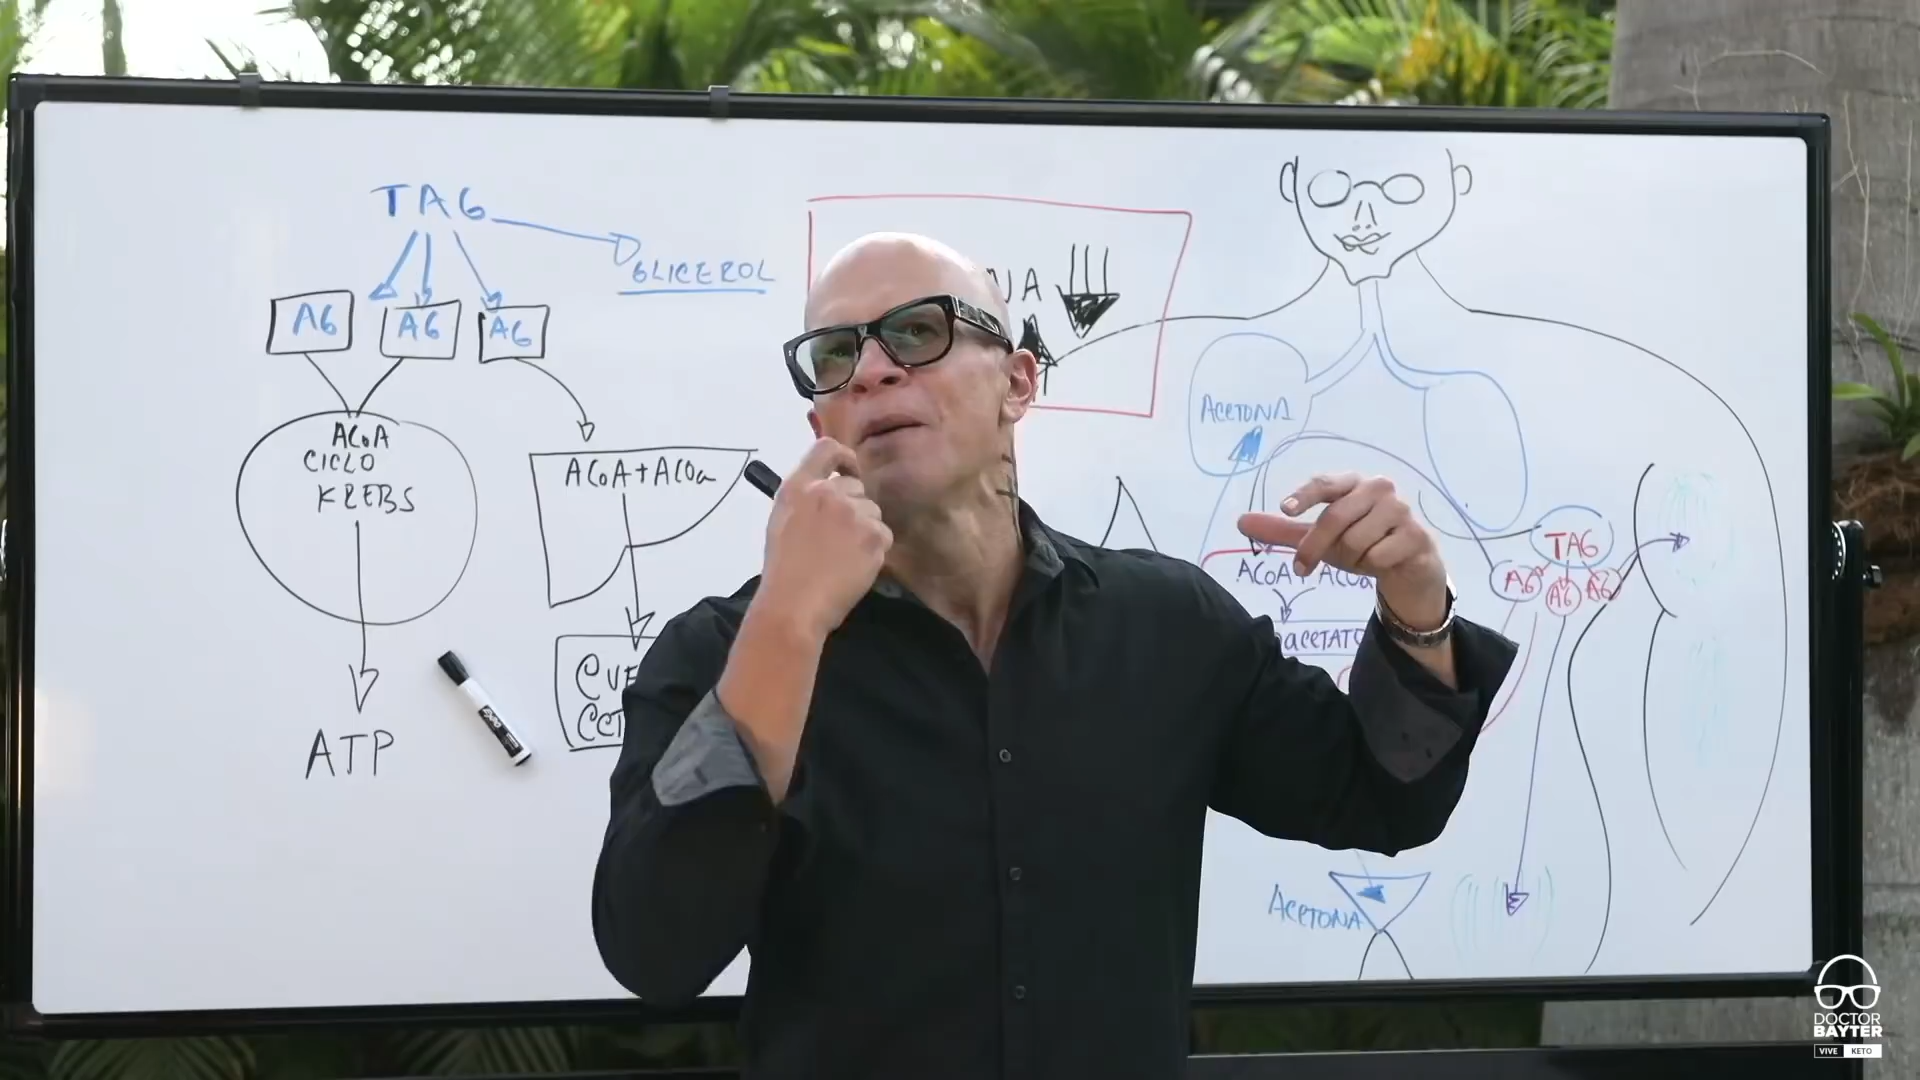 TAG
GLICEROL
AG
AG
AG
ACOA
CICLO
KREBS
ATP
ACOA + ACOa
ACETONA
TAG
AG
AG
AG
ACOA + ACOa
ACETONA
EXPO
DOCTOR
BAYTER
VIVE KETO